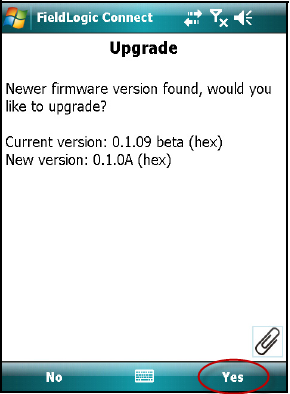 FieldLogic Connect
Upgrade
Newer firmware version found, would you
like to upgrade?
Current version: 0.1.09 beta (hex)
New version: 0.1.0A (hex)
No Yes